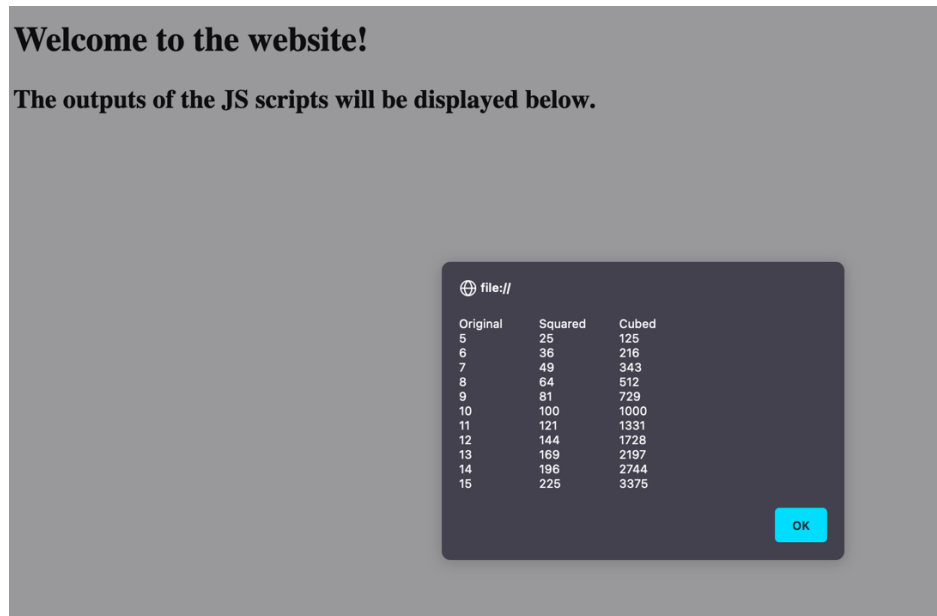 Welcome to the website!
The outputs of the JS scripts will be displayed below.
file://
Original Squared Cubed
5 25 125
6 36 216
7 49 343
8 64 512
9 81 729
10 100 1000
11 121 1331
12 144 1728
13 169 2197
14 196 2744
15 225 3375
OK